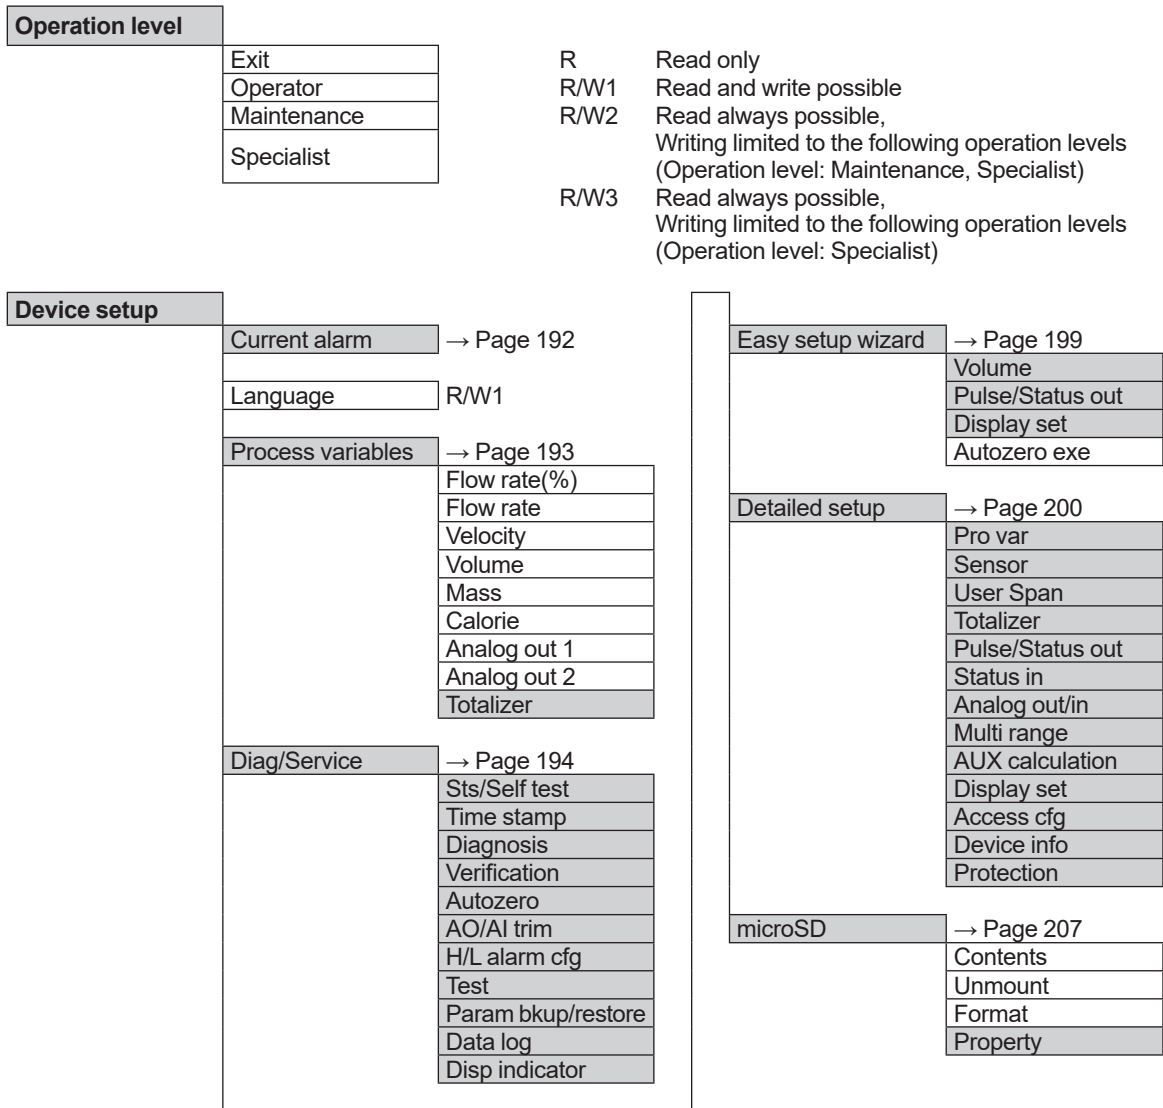 Operation level
Exit
Operator
Maintenance
Specialist
R Read only
R/W1 Read and write possible
R/W2 Read always possible,
Writing limited to the following operation levels
(Operation level: Maintenance, Specialist)
R/W3 Read always possible,
Writing limited to the following operation levels
(Operation level: Specialist)
Device setup
Current alarm → Page 192
Language R/W1
Process variables → Page 193
Flow rate(%)
Flow rate
Velocity
Volume
Mass
Calorie
Analog out 1
Analog out 2
Totalizer
Diag/Service → Page 194
Sts/Self test
Time stamp
Diagnosis
Verification
Autozero
AO/AI trim
H/L alarm cfg
Test
Param bkup/restore
Data log
Disp indicator
Easy setup wizard → Page 199
Volume
Pulse/Status out
Display set
Autozero exe
Detailed setup → Page 200
Pro var
Sensor
User Span
Totalizer
Pulse/Status out
Status in
Analog out/in
Multi range
AUX calculation
Display set
Access cfg
Device info
Protection
microSD → Page 207
Contents
Unmount
Format
Property